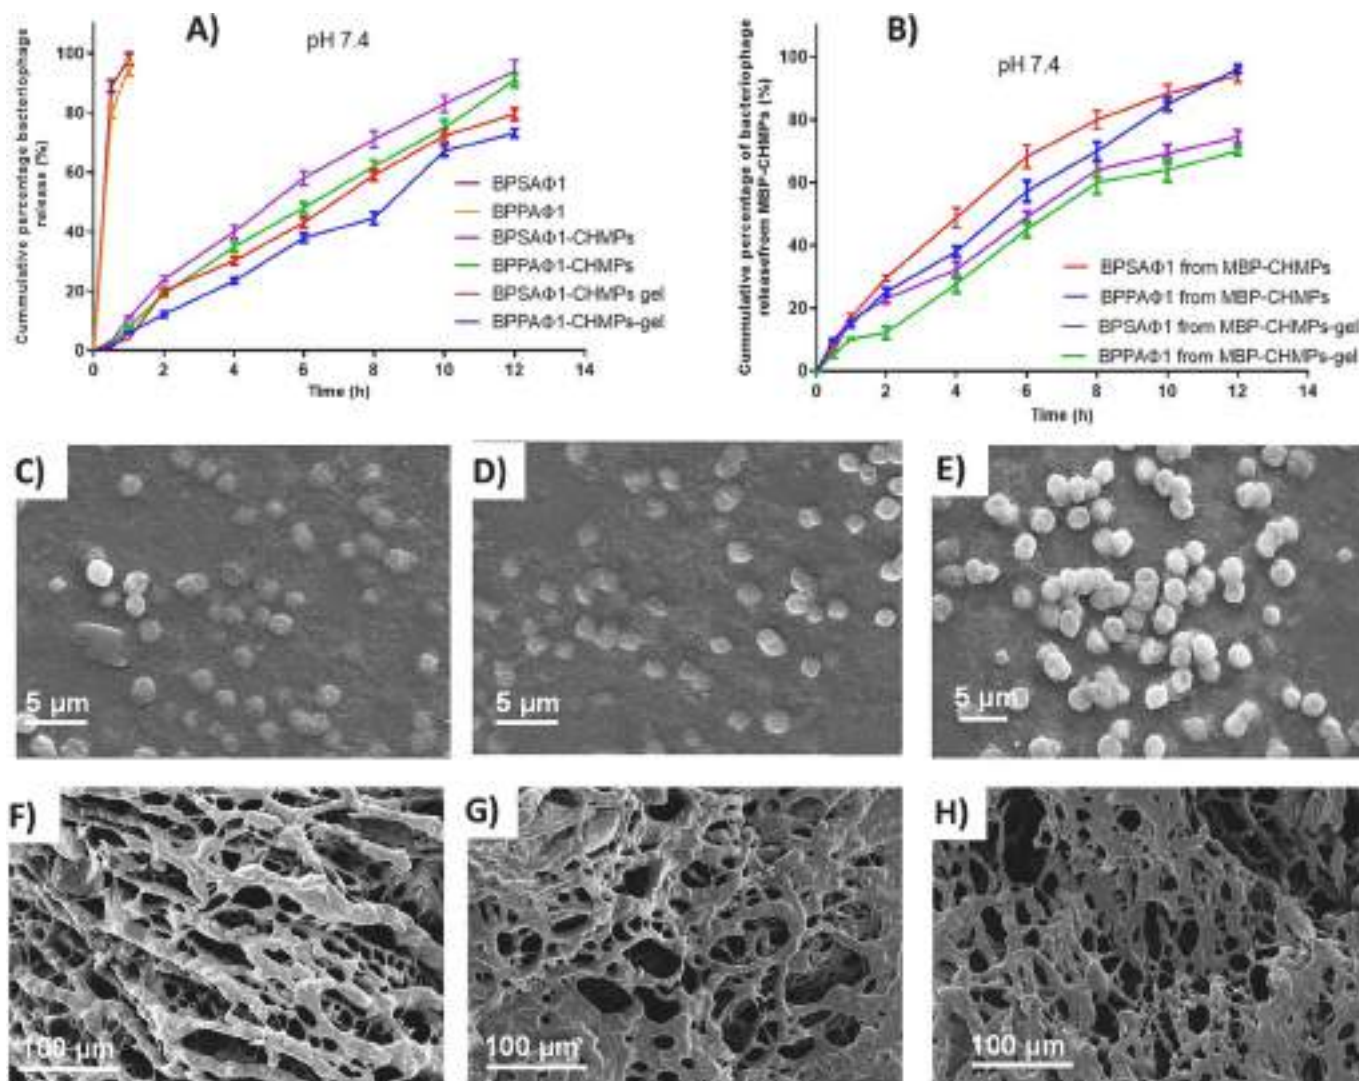 A)
pH 7.4
Cummulative percentage bacteriophage
release (%)
100
80
60
40
20
0
0 2 4 6 8 10 12 14
Time (h)
BPSAΦ1
BPPAΦ1
BPSAΦ1-CHMPs
BPPAΦ1-CHMPs
BPSAΦ1-CHMPs gel
BPPAΦ1-CHMPs-gel
B)
pH 7.4
Cummulative percentage of bacteriophage
releasefrom MBP-CHMPs (%)
100
80
60
40
20
0
0 2 4 6 8 10 12 14
Time (h)
BPSAΦ1 from MBP-CHMPs
BPPAΦ1 from MBP-CHMPs
BPSAΦ1 from MBP-CHMPs-gel
BPPAΦ1 from MBP-CHMPs-gel
C)
5 µm
D)
5 µm
E)
5 µm
F)
100 µm
G)
100 µm
H)
100 µm